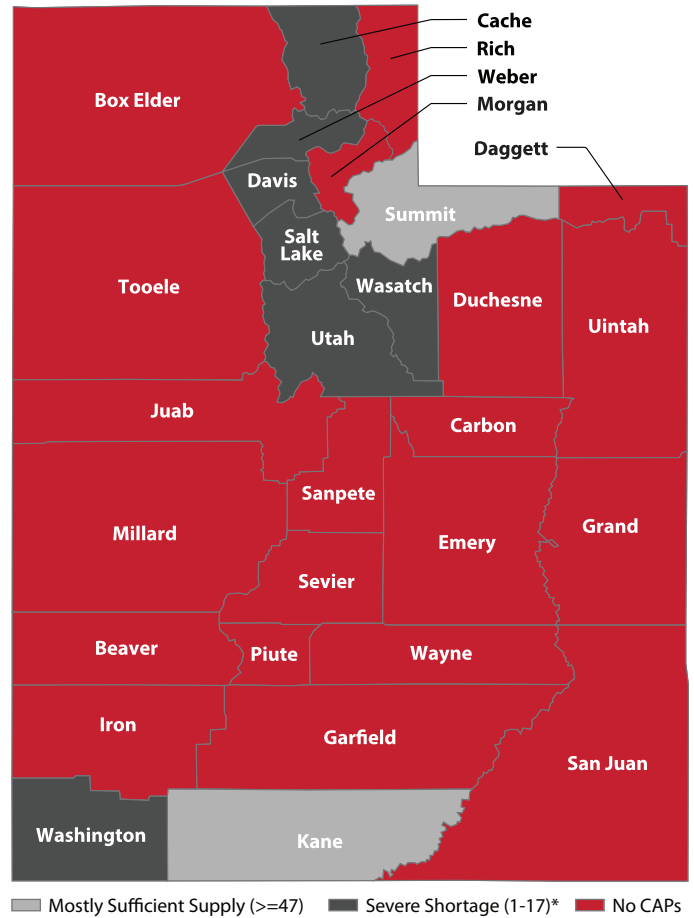 Cache
Rich
Weber
Morgan
Daggett
Box Elder
Davis
Summit
Salt
Lake
Wasatch
Tooele
Duchesne
Uintah
Utah
Juab
Carbon
Sanpete
Millard
Grand
Emery
Sevier
Beaver
Piute
Wayne
Iron
Garfield
San Juan
Washington
Kane
Mostly Sufficient Supply (>=47)
Severe Shortage (1-17)*
No CAPs